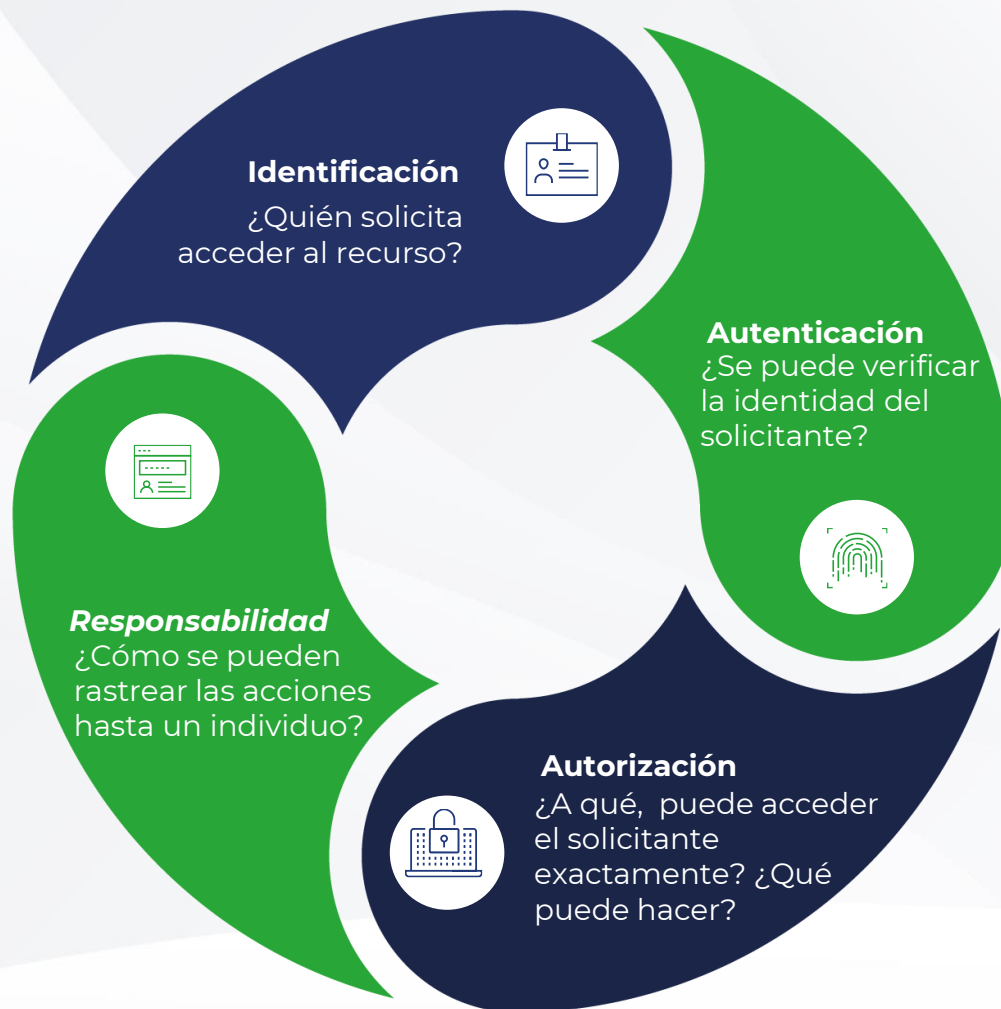 Identificación
¿Quién solicita
acceder al recurso?
Autenticación
¿Se puede verificar
la identidad del
solicitante?
Autorización
¿A qué,  puede acceder
el solicitante
exactamente? ¿Qué
puede hacer?
Responsabilidad
¿Cómo se pueden
rastrear las acciones
hasta un individuo?